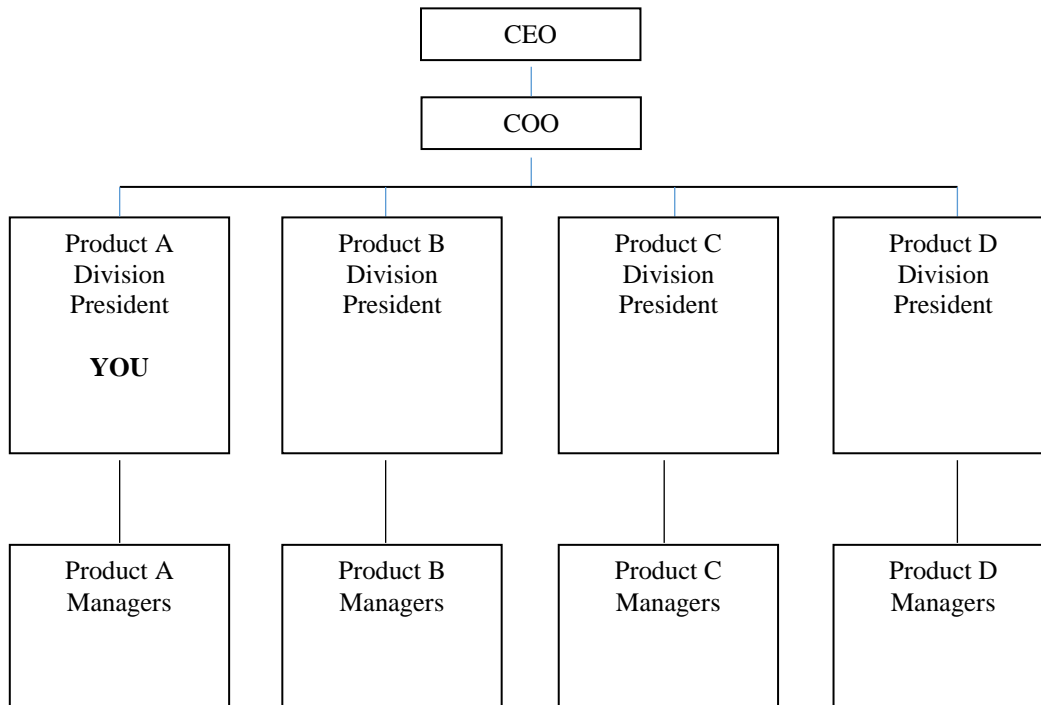 CEO
COO
Product A
Division
President
YOU
Product B
Division
President
Product C
Division
President
Product D
Division
President
Product A
Managers
Product B
Managers
Product C
Managers
Product D
Managers